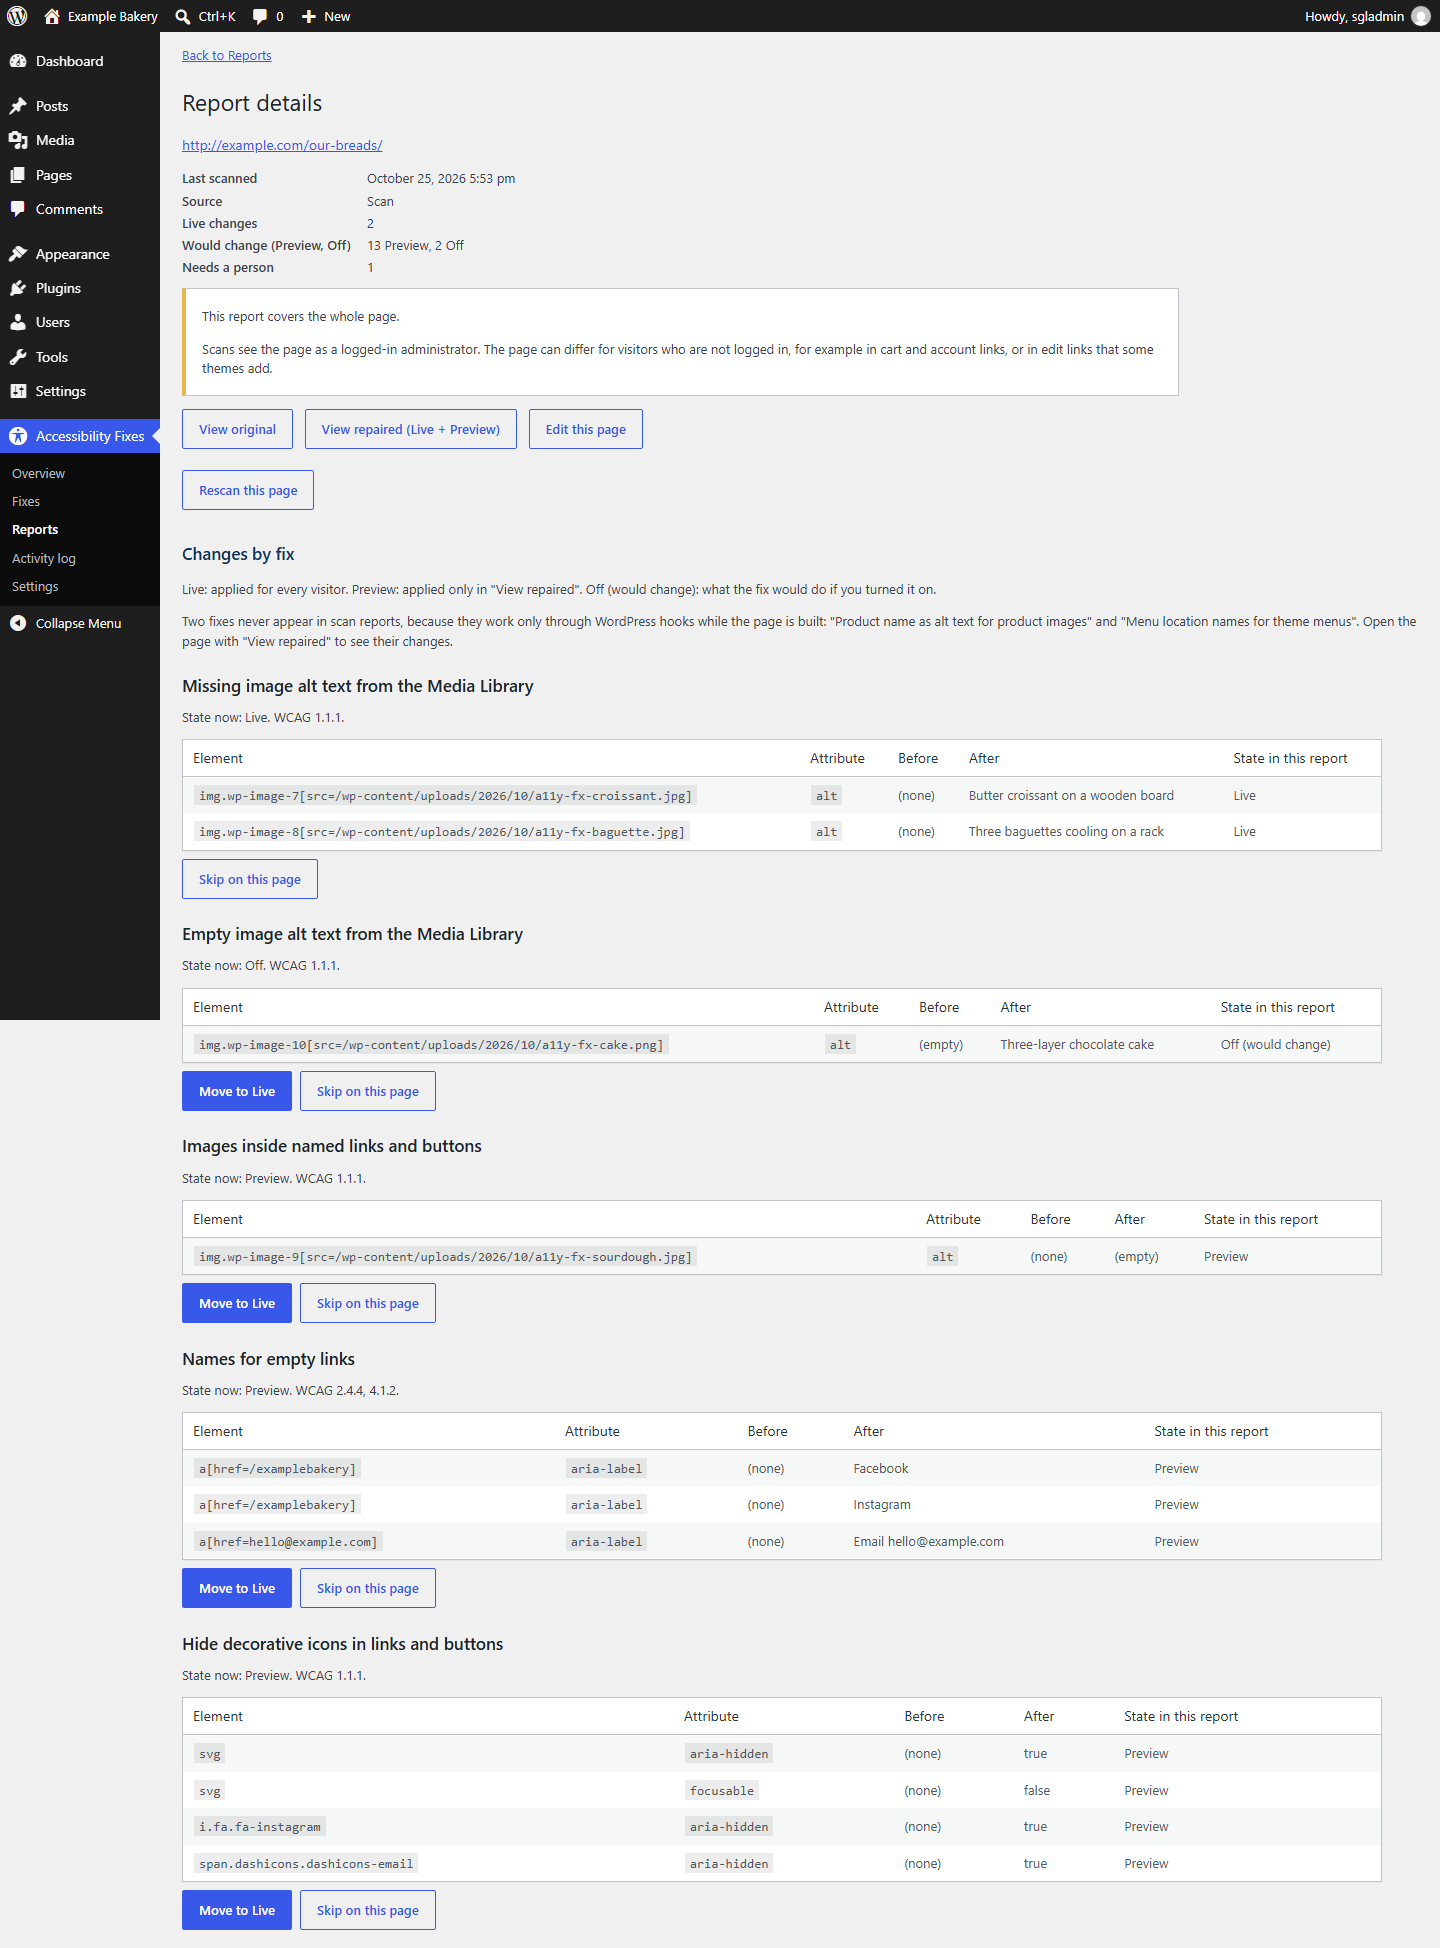 Example Bakery Ctrl+K 0 New Howdy, sgladmin
Dashboard
Posts
Media
Pages
Comments
Appearance
Plugins
Users
Tools
Settings
Accessibility Fixes
Overview
Fixes
Reports
Activity log
Settings
Collapse Menu
Back to Reports
Report details
http://example.com/our-breads/
Last scanned October 25, 2026 5:53 pm
Source Scan
Live changes 2
Would change (Preview, Off) 13 Preview, 2 Off
Needs a person 1
This report covers the whole page.
Scans see the page as a logged-in administrator. The page can differ for visitors who are not logged in, for example in cart and account links, or in edit links that some
themes add.
View original View repaired (Live + Preview) Edit this page
Rescan this page
Changes by fix
Live: applied for every visitor. Preview: applied only in "View repaired". Off (would change): what the fix would do if you turned it on.
Two fixes never appear in scan reports, because they work only through WordPress hooks while the page is built: "Product name as alt text for product images" and "Menu location names for theme menus". Open the
page with "View repaired" to see their changes.
Missing image alt text from the Media Library
State now: Live. WCAG 1.1.1.
Element Attribute Before After State in this report
img.wp-image-7[src=/wp-content/uploads/2026/10/a11y-fx-croissant.jpg] alt (none) Butter croissant on a wooden board Live
img.wp-image-8[src=/wp-content/uploads/2026/10/a11y-fx-baguette.jpg] alt (none) Three baguettes cooling on a rack Live
Skip on this page
Empty image alt text from the Media Library
State now: Off. WCAG 1.1.1.
Element Attribute Before After State in this report
img.wp-image-10[src=/wp-content/uploads/2026/10/a11y-fx-cake.png] alt (empty) Three-layer chocolate cake Off (would change)
Move to Live Skip on this page
Images inside named links and buttons
State now: Preview. WCAG 1.1.1.
Element Attribute Before After State in this report
img.wp-image-9[src=/wp-content/uploads/2026/10/a11y-fx-sourdough.jpg] alt (none) (empty) Preview
Move to Live Skip on this page
Names for empty links
State now: Preview. WCAG 2.4.4, 4.1.2.
Element Attribute Before After State in this report
a[href=/examplebakery] aria-label (none) Facebook Preview
a[href=/examplebakery] aria-label (none) Instagram Preview
a[href=hello@example.com] aria-label (none) Email hello@example.com Preview
Move to Live Skip on this page
Hide decorative icons in links and buttons
State now: Preview. WCAG 1.1.1.
Element Attribute Before After State in this report
svg aria-hidden (none) true Preview
svg focusable (none) false Preview
i.fa.fa-instagram aria-hidden (none) true Preview
span.dashicons.dashicons-email aria-hidden (none) true Preview
Move to Live Skip on this page